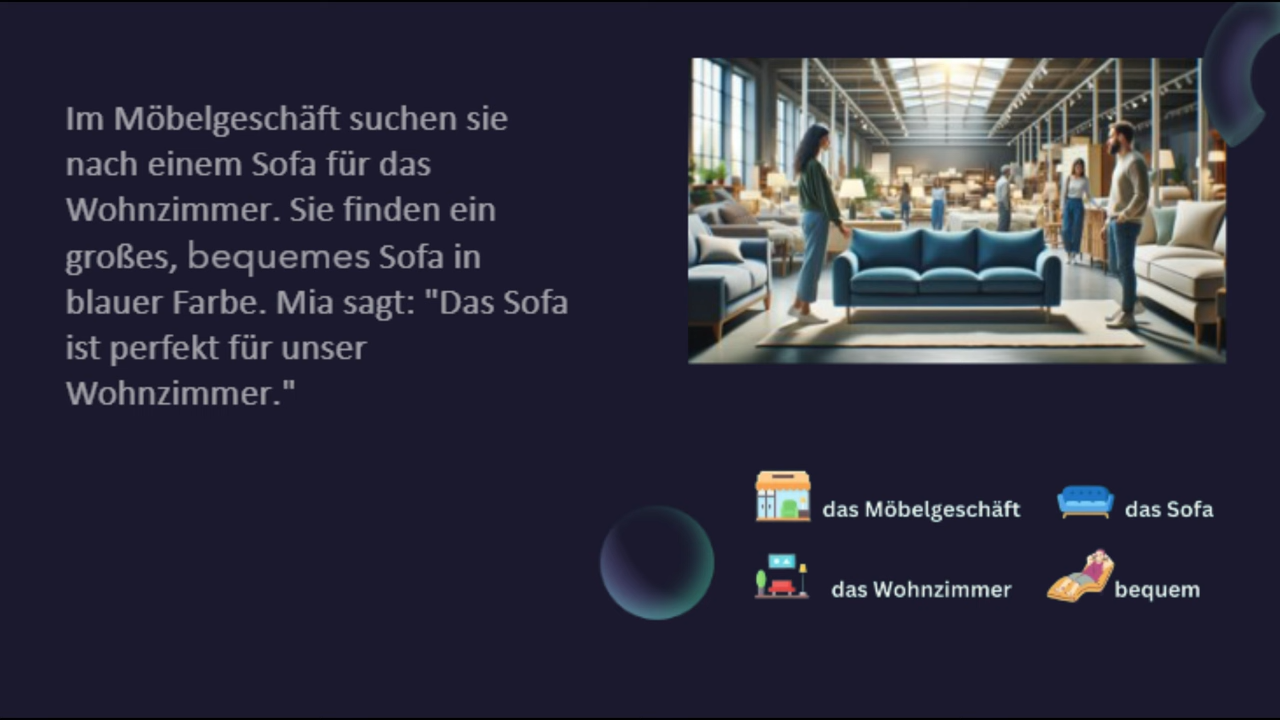 Im Möbelgeschäft suchen sie
nach einem Sofa für das
Wohnzimmer. Sie finden ein
großes, bequemes Sofa in
blauer Farbe. Mia sagt: "Das Sofa
ist perfekt für unser
Wohnzimmer."
das Möbelgeschäft
das Sofa
das Wohnzimmer
bequem